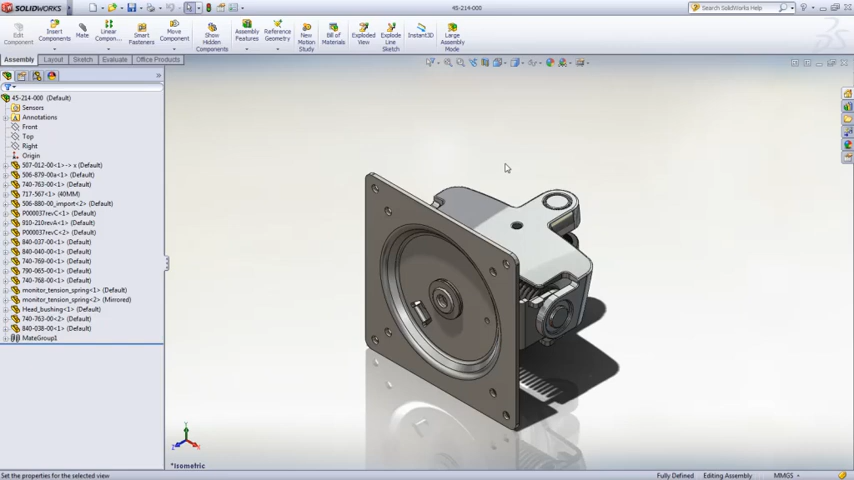 SOLIDWORKS
45-214-000
Search SolidWorks Help
Edit Component
Insert Components
Mate
Linear Compon...
Smart Fasteners
Move Component
Show Hidden Components
Assembly Features
Reference Geometry
New Motion Study
Bill of Materials
Exploded View
Explode Line Sketch
Instant3D
Large Assembly Mode
Assembly Layout Sketch Evaluate Office Products
45-214-000 (Default)
Sensors
Annotations
Front
Top
Right
Origin
507-012-00<1>-> x (Default)
506-879-00a<1> (Default)
740-763-00<1> (Default)
717-567<1> (40MM)
506-880-00_import<2> (Default)
P000037revC<1> (Default)
910-210revA<1> (Default)
P000037revC<2> (Default)
840-037-00<1> (Default)
840-040-00<1> (Default)
740-769-00<1> (Default)
790-065-00<1> (Default)
740-768-00<1> (Default)
monitor_tension_spring<1> (Default)
monitor_tension_spring<2> (Mirrored)
Head_bushing<1> (Default)
740-763-00<2> (Default)
840-038-00<1> (Default)
MateGroup1
Y
Z
X
*Isometric
Set the properties for the selected view
Fully Defined Editing Assembly MMGS